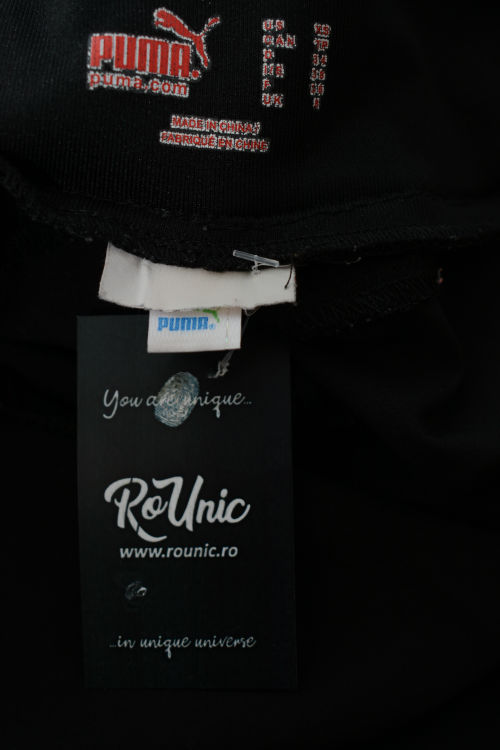 PUMA
puma.com
MADE IN CHINA /
FABRIQUÉ EN CHINE
PUMA
You are unique...
RoUnic
www.rounic.ro
...in unique universe